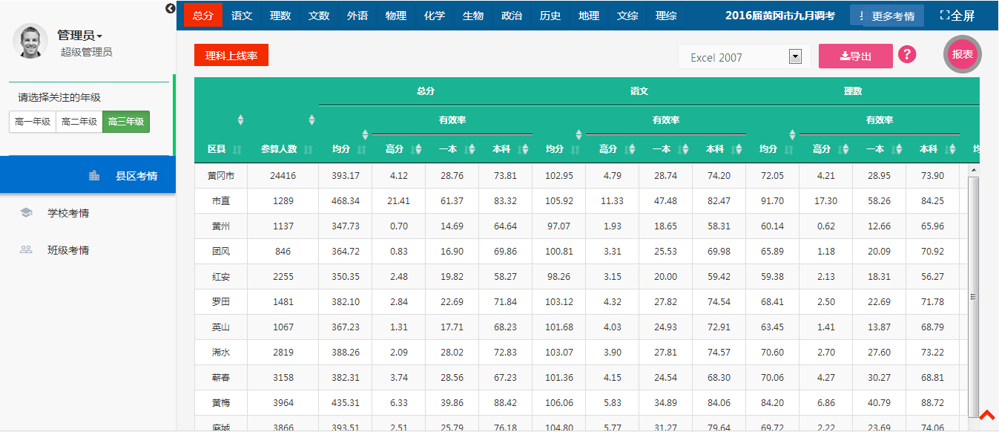 总分 语文 理数 文数 外语 物理 化学 生物 政治 历史 地理 文综 理综 2016届黄冈市九月调考 更多考情 全屏
管理员
超级管理员
请选择关注的年级
高一年级 高二年级 高三年级
县区考情
学校考情
班级考情
理科上线率 Excel 2007 导出 ? 报表
总分 语文 理数
有效率 有效率 有效率
区县 参算人数 均分 高分 一本 本科 均分 高分 一本 本科 均分 高分 一本 本科
黄冈市 24416 393.17 4.12 28.76 73.81 102.95 4.79 28.74 74.20 72.05 4.21 28.95 73.90
市直 1289 468.34 21.41 61.37 83.32 105.92 11.33 47.48 82.47 91.70 17.30 58.26 84.25
黄州 1137 347.73 0.70 14.69 64.64 97.07 1.93 18.65 58.31 60.14 0.62 12.66 65.96
团风 846 364.72 0.83 16.90 69.86 100.81 3.31 25.53 69.98 65.89 1.18 20.09 70.92
红安 2255 350.35 2.48 19.82 58.27 98.26 3.15 20.00 59.42 59.38 2.13 18.31 56.27
罗田 1481 382.10 2.84 22.69 71.84 103.12 4.32 27.82 74.54 68.41 2.50 22.69 71.78
英山 1067 367.23 1.31 17.71 68.23 101.68 4.03 24.93 72.91 63.45 1.41 13.87 68.79
浠水 2819 388.26 2.09 28.02 72.83 103.07 3.90 27.81 74.57 70.60 2.70 27.60 73.22
蕲春 3158 382.31 3.74 28.56 67.23 101.36 4.15 24.54 68.30 70.06 4.27 30.27 68.81
黄梅 3964 435.31 6.33 39.86 88.42 106.06 5.83 34.89 84.06 84.20 6.86 40.79 88.72
麻城 3866 393.51 2.51 25.79 76.18 104.80 5.77 31.27 79.64 69.72 2.22 23.69 74.06